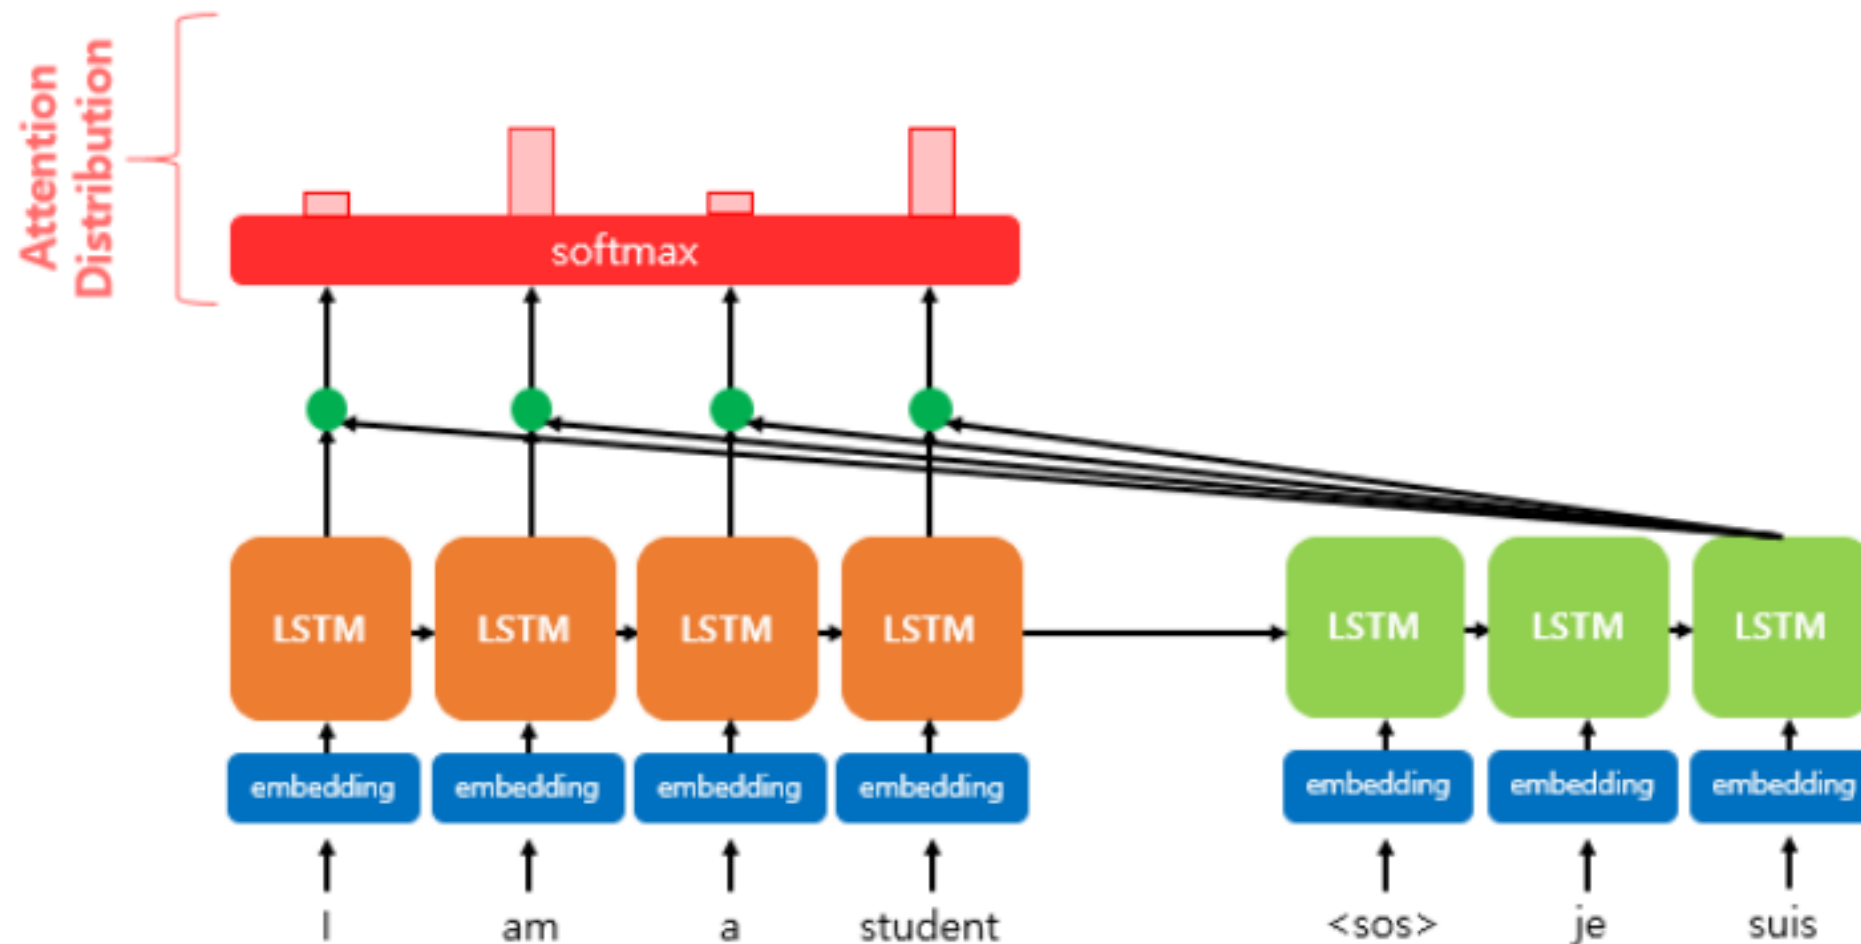 Attention
Distribution
softmax
LSTM LSTM LSTM LSTM LSTM LSTM LSTM
embedding embedding embedding embedding embedding embedding embedding
I am a student <sos> je suis